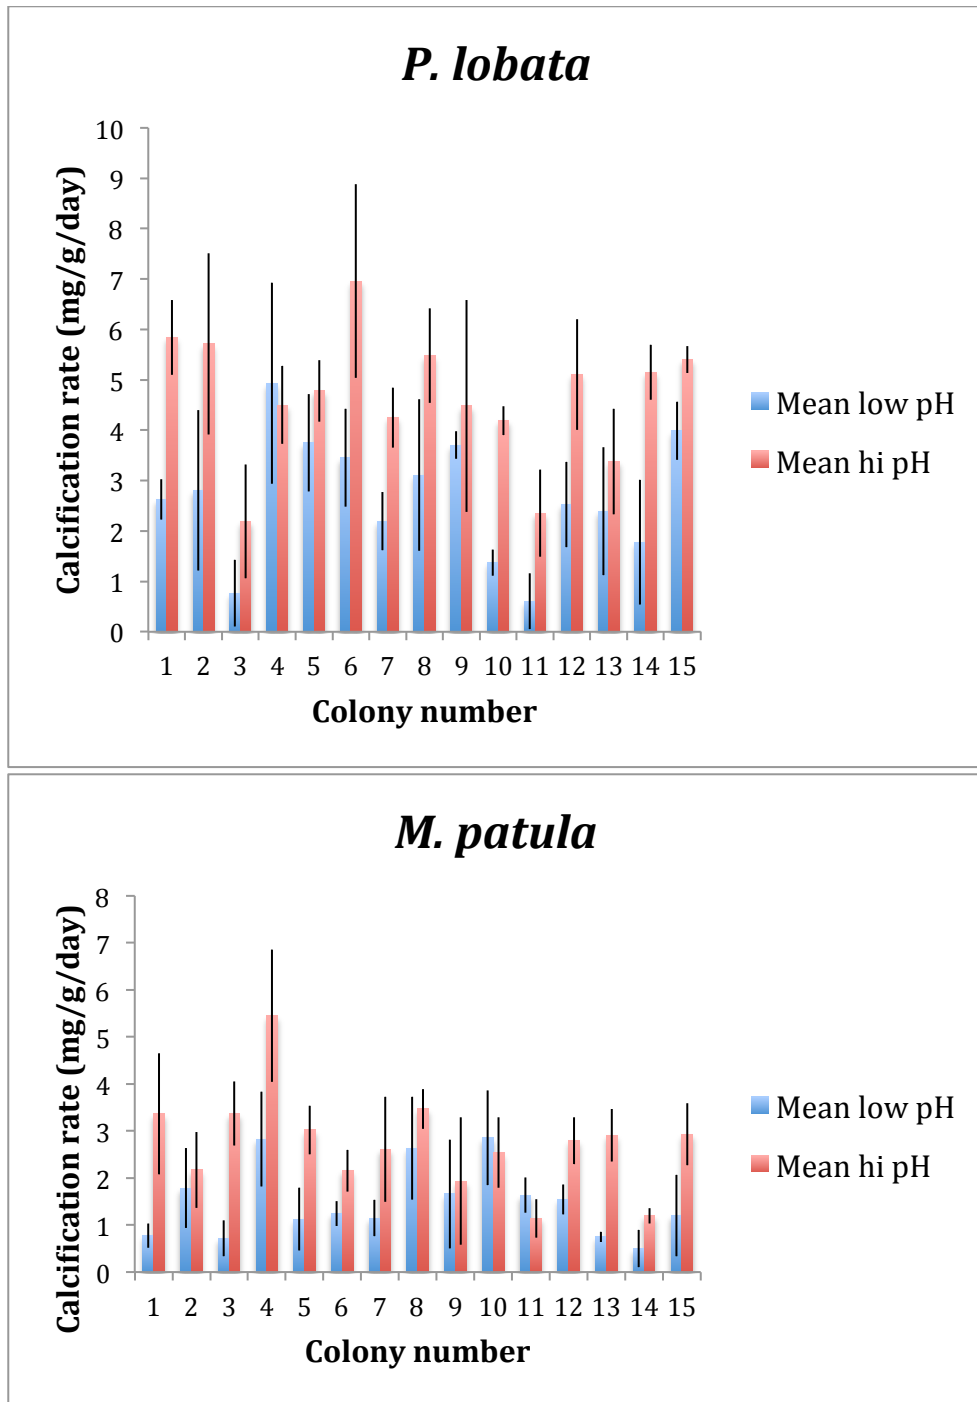 P. lobata
Calcification rate (mg/g/day)
10
9
8
7
6
5
4
3
2
1
0
1 2 3 4 5 6 7 8 9 10 11 12 13 14 15
Colony number
Mean low pH
Mean hi pH
M. patula
Calcification rate (mg/g/day)
8
7
6
5
4
3
2
1
0
1 2 3 4 5 6 7 8 9 10 11 12 13 14 15
Colony number
Mean low pH
Mean hi pH